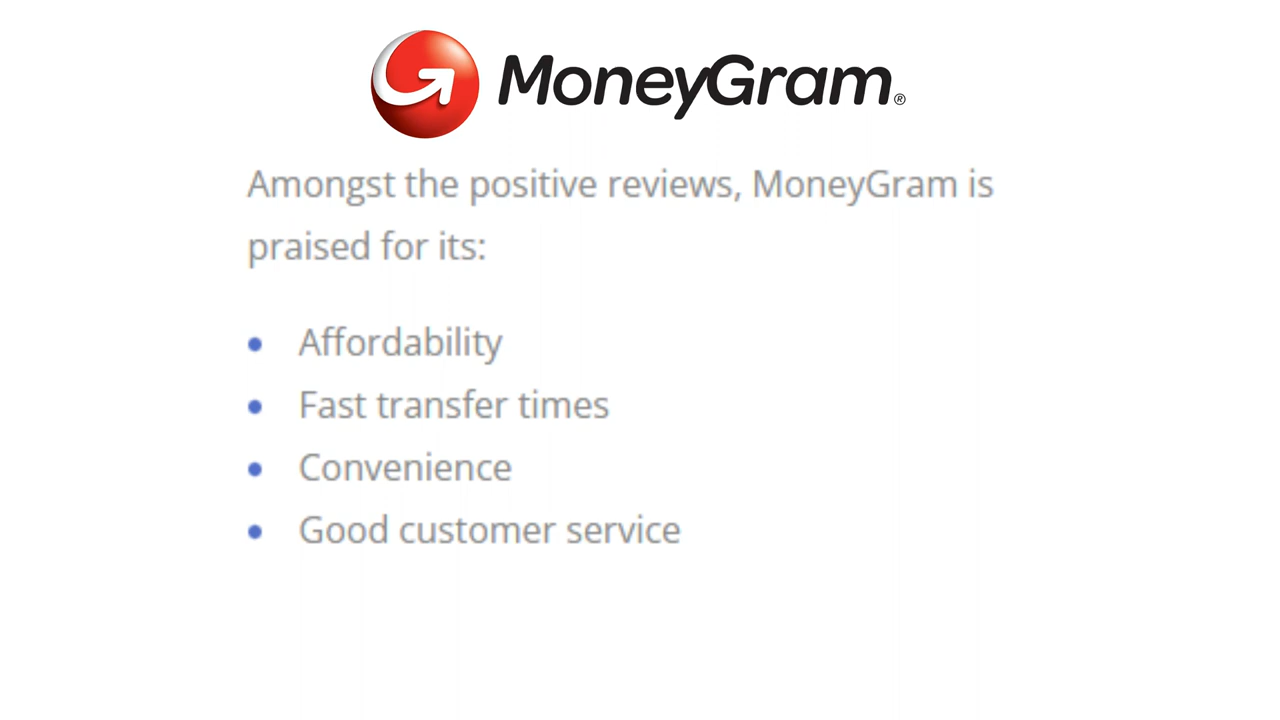 MoneyGram®
Amongst the positive reviews, MoneyGram is
praised for its:
• Affordability
• Fast transfer times
• Convenience
• Good customer service